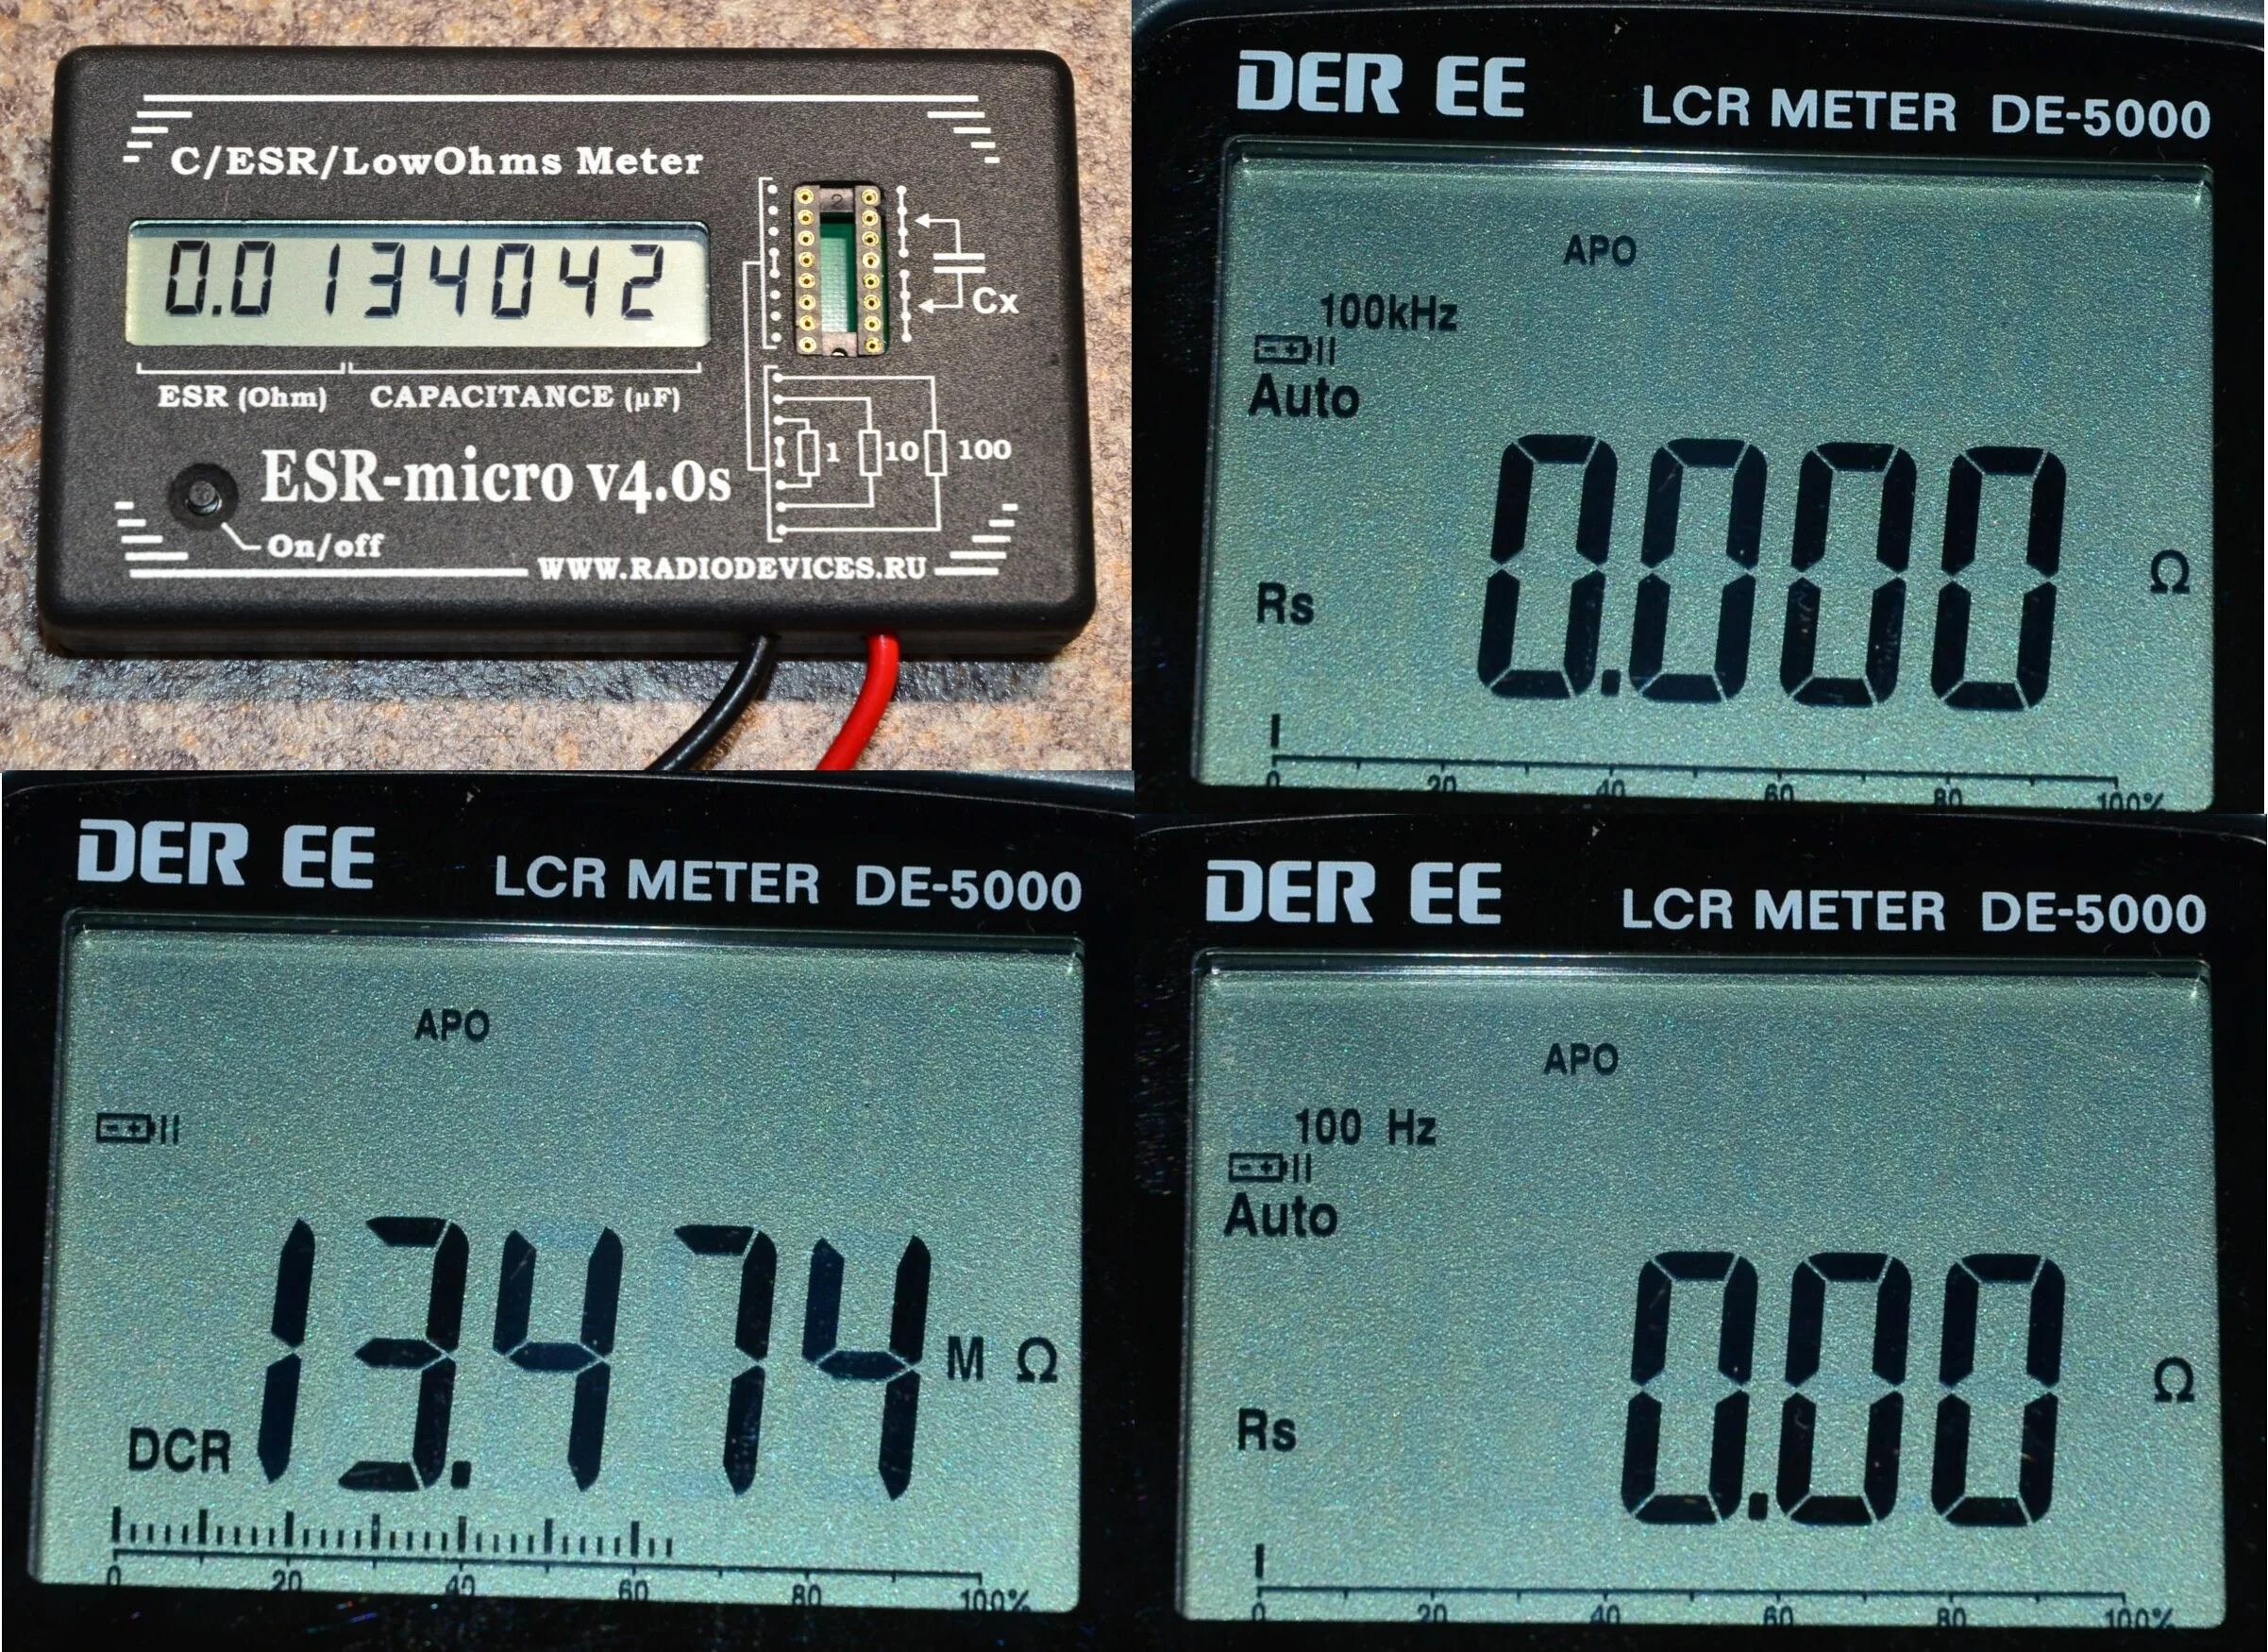 C/ESR/LowOhms Meter
0.0134042
ESR (Ohm) CAPACITANCE (µF)
ESR-micro v4.0s
On/off
WWW.RADIODEVICES.RU
2
Cx
1 10 100
DER EE LCR METER DE-5000
APO
100kHz
Auto
Rs 0.000 Ω
0 20 40 60 80 100%
DER EE LCR METER DE-5000
APO
DCR 13.474 M Ω
0 20 40 60 80 100%
DER EE LCR METER DE-5000
APO
100 Hz
Auto
Rs 0.00 Ω
0 20 40 60 80 100%